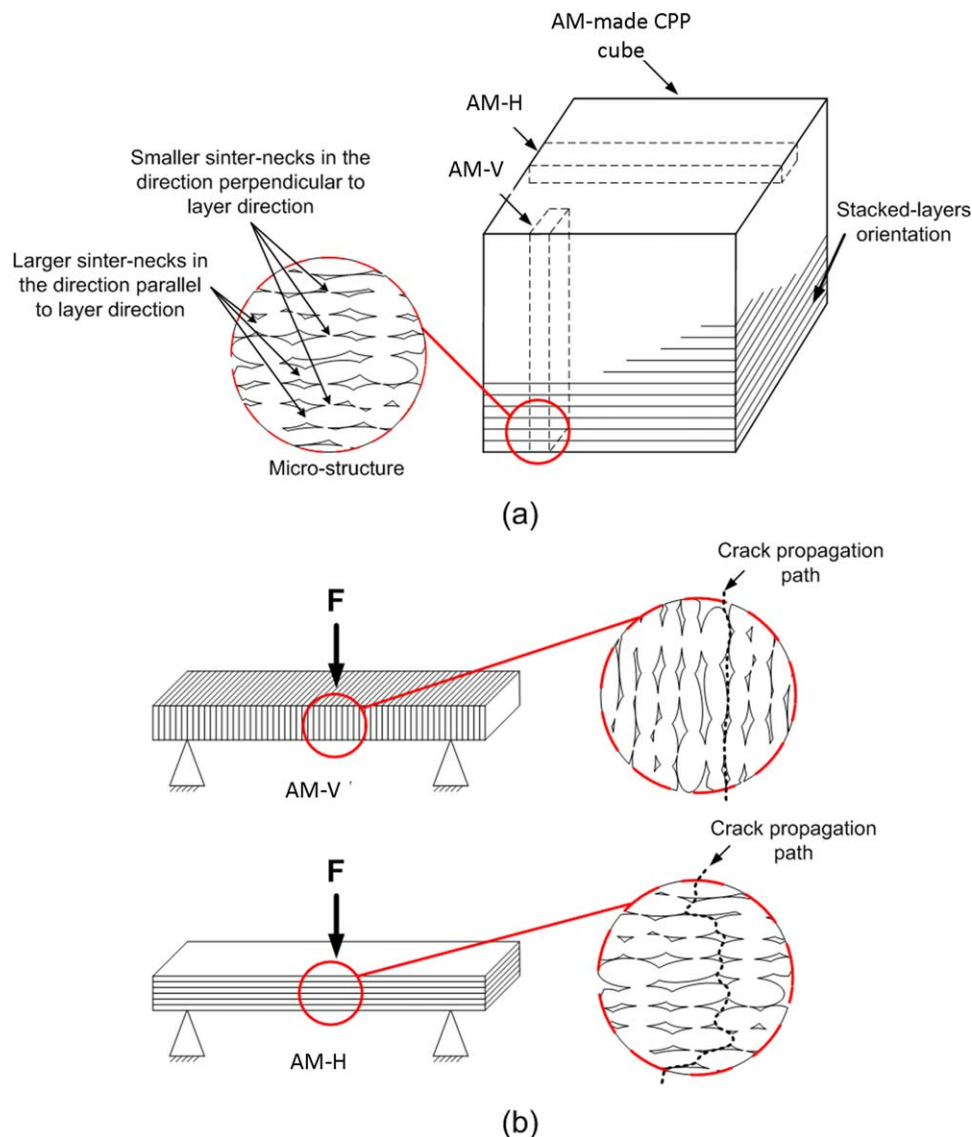 AM-made CPP
cube
AM-H
AM-V
Smaller sinter-necks in the
direction perpendicular to
layer direction
Stacked-layers
orientation
Larger sinter-necks in
the direction parallel
to layer direction
Micro-structure
(a)
Crack propagation
path
F
AM-V '
Crack propagation
path
F
AM-H
(b)